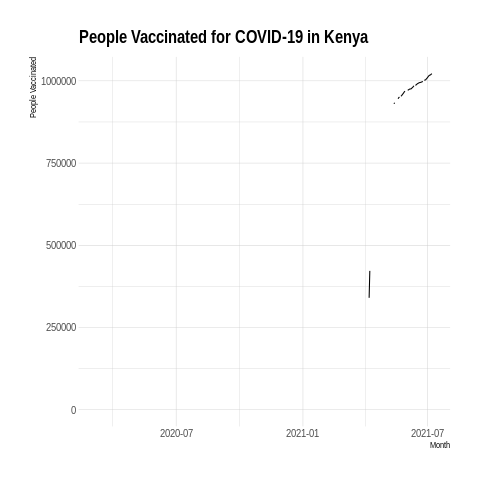 People Vaccinated for COVID-19 in Kenya
People Vaccinated
1000000
750000
500000
250000
0
2020-07
2021-01
2021-07
Month